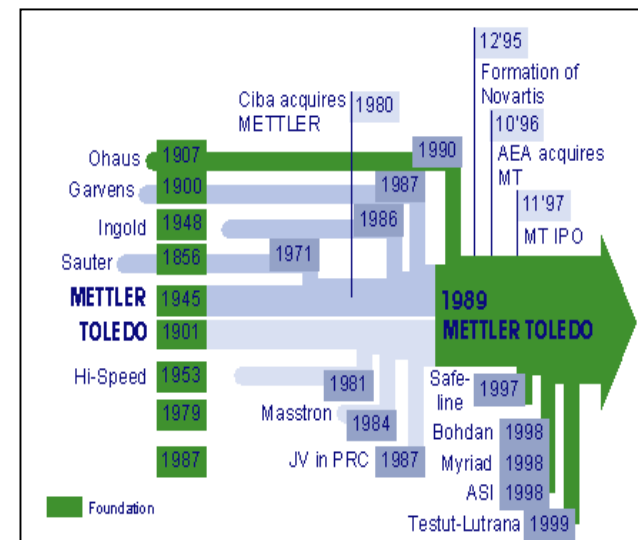 12'95
Formation of
Novartis
Ciba acquires
METTLER
1980
10'96
AEA acquires
MT
11'97
MT IPO
Ohaus 1907 1990
Garvens 1900 1987
Ingold 1948 1986
Sauter 1856 1971
METTLER 1945
TOLEDO 1901
1989
METTLER TOLEDO
Hi-Speed 1953 1981
Masstron 1979 1984
JV in PRC 1987 1987
Safe-
line
1997
Bohdan 1998
Myriad 1998
ASI 1998
Testut-Lutrana 1999
Foundation